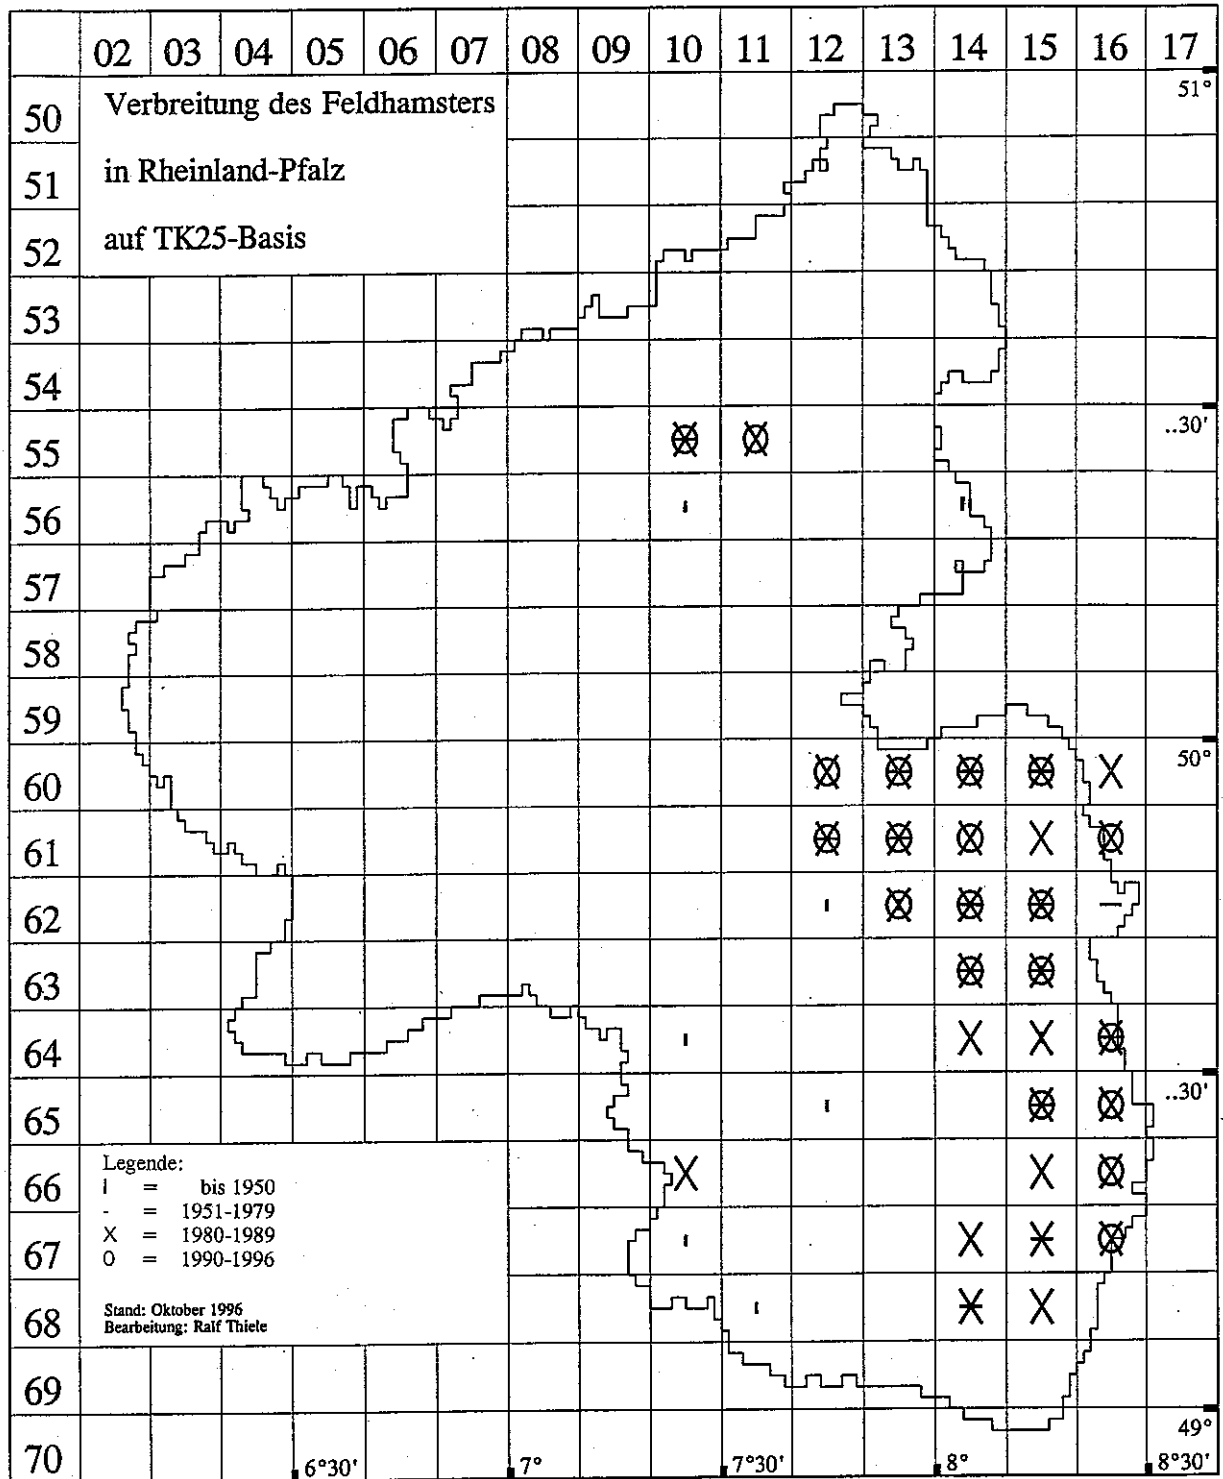 02 03 04 05 06 07 08 09 10 11 12 13 14 15 16 17
51°
50
Verbreitung des Feldhamsters
51
in Rheinland-Pfalz
52
auf TK25-Basis
53
54
55
..30'
56
57
58
59
60
50°
61
62
63
64
65
..30'
66
67
68
69
70
49°
Legende:
I = bis 1950
- = 1951-1979
X = 1980-1989
O = 1990-1996
Stand: Oktober 1996
Bearbeitung: Ralf Thiele
6°30' 7° 7°30' 8° 8°30'